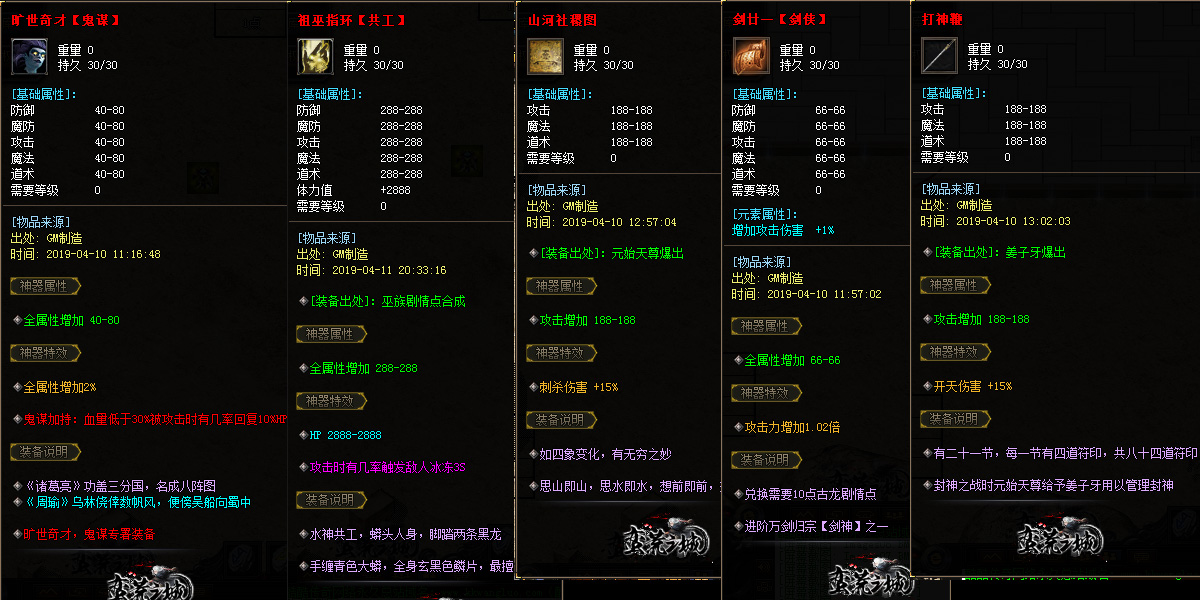 旷世奇才【鬼谋】
重量 0
持久 30/30
[基础属性]:
防御 40-80
魔防 40-80
攻击 40-80
魔法 40-80
道术 40-80
需要等级 0
[物品来源]
出处: GM制造
时间: 2019-04-10 11:16:48
神器属性
全属性增加 40-80
神器特效
全属性增加2%
鬼谋加持: 血量低于30%被攻击时有几率回复10%HP
装备说明
《诸葛亮》功盖三分国，名成八阵图
《周瑜》乌林侥倖数帆风，便傍吴船向蜀中
旷世奇才，鬼谋专署装备
蛮荒之城
祖巫指环【共工】
重量 0
持久 30/30
[基础属性]:
防御 288-288
魔防 288-288
攻击 288-288
魔法 288-288
道术 288-288
体力值 +2888
需要等级 0
[物品来源]
出处: GM制造
时间: 2019-04-11 20:33:16
[装备出处]: 巫族剧情点合成
神器属性
全属性增加 288-288
神器特效
HP 2888-2888
攻击时有几率触发敌人冰冻3S
装备说明
水神共工，蟒头人身，脚踏两条黑龙
手缠青色大蟒，全身玄黑色鳞片，最擅
山河社稷图
重量 0
持久 30/30
[基础属性]:
攻击 188-188
魔法 188-188
道术 188-188
需要等级 0
[物品来源]
出处: GM制造
时间: 2019-04-10 12:57:04
[装备出处]: 元始天尊爆出
神器属性
攻击增加 188-188
神器特效
刺杀伤害 +15%
装备说明
如四象变化，有无穷之妙
思山即山，思水即水，想前即前，
蛮荒之城
剑廿一【剑侠】
重量 0
持久 30/30
[基础属性]:
防御 66-66
魔防 66-66
攻击 66-66
魔法 66-66
道术 66-66
需要等级 0
[元素属性]:
增加攻击伤害 +1%
[物品来源]
出处: GM制造
时间: 2019-04-10 11:57:02
神器属性
全属性增加 66-66
神器特效
攻击力增加1.02倍
装备说明
兑换需要10点古龙剧情点
进阶万剑归宗【剑神】之一
蛮荒之城
打神鞭
重量 0
持久 30/30
[基础属性]:
攻击 188-188
魔法 188-188
道术 188-188
需要等级 0
[物品来源]
出处: GM制造
时间: 2019-04-10 13:02:03
[装备出处]: 姜子牙爆出
神器属性
攻击增加 188-188
神器特效
开天伤害 +15%
装备说明
有二十一节，每一节有四道符印，共八十四道符印
封神之战时元始天尊给予姜子牙用以管理封神
蛮荒之城